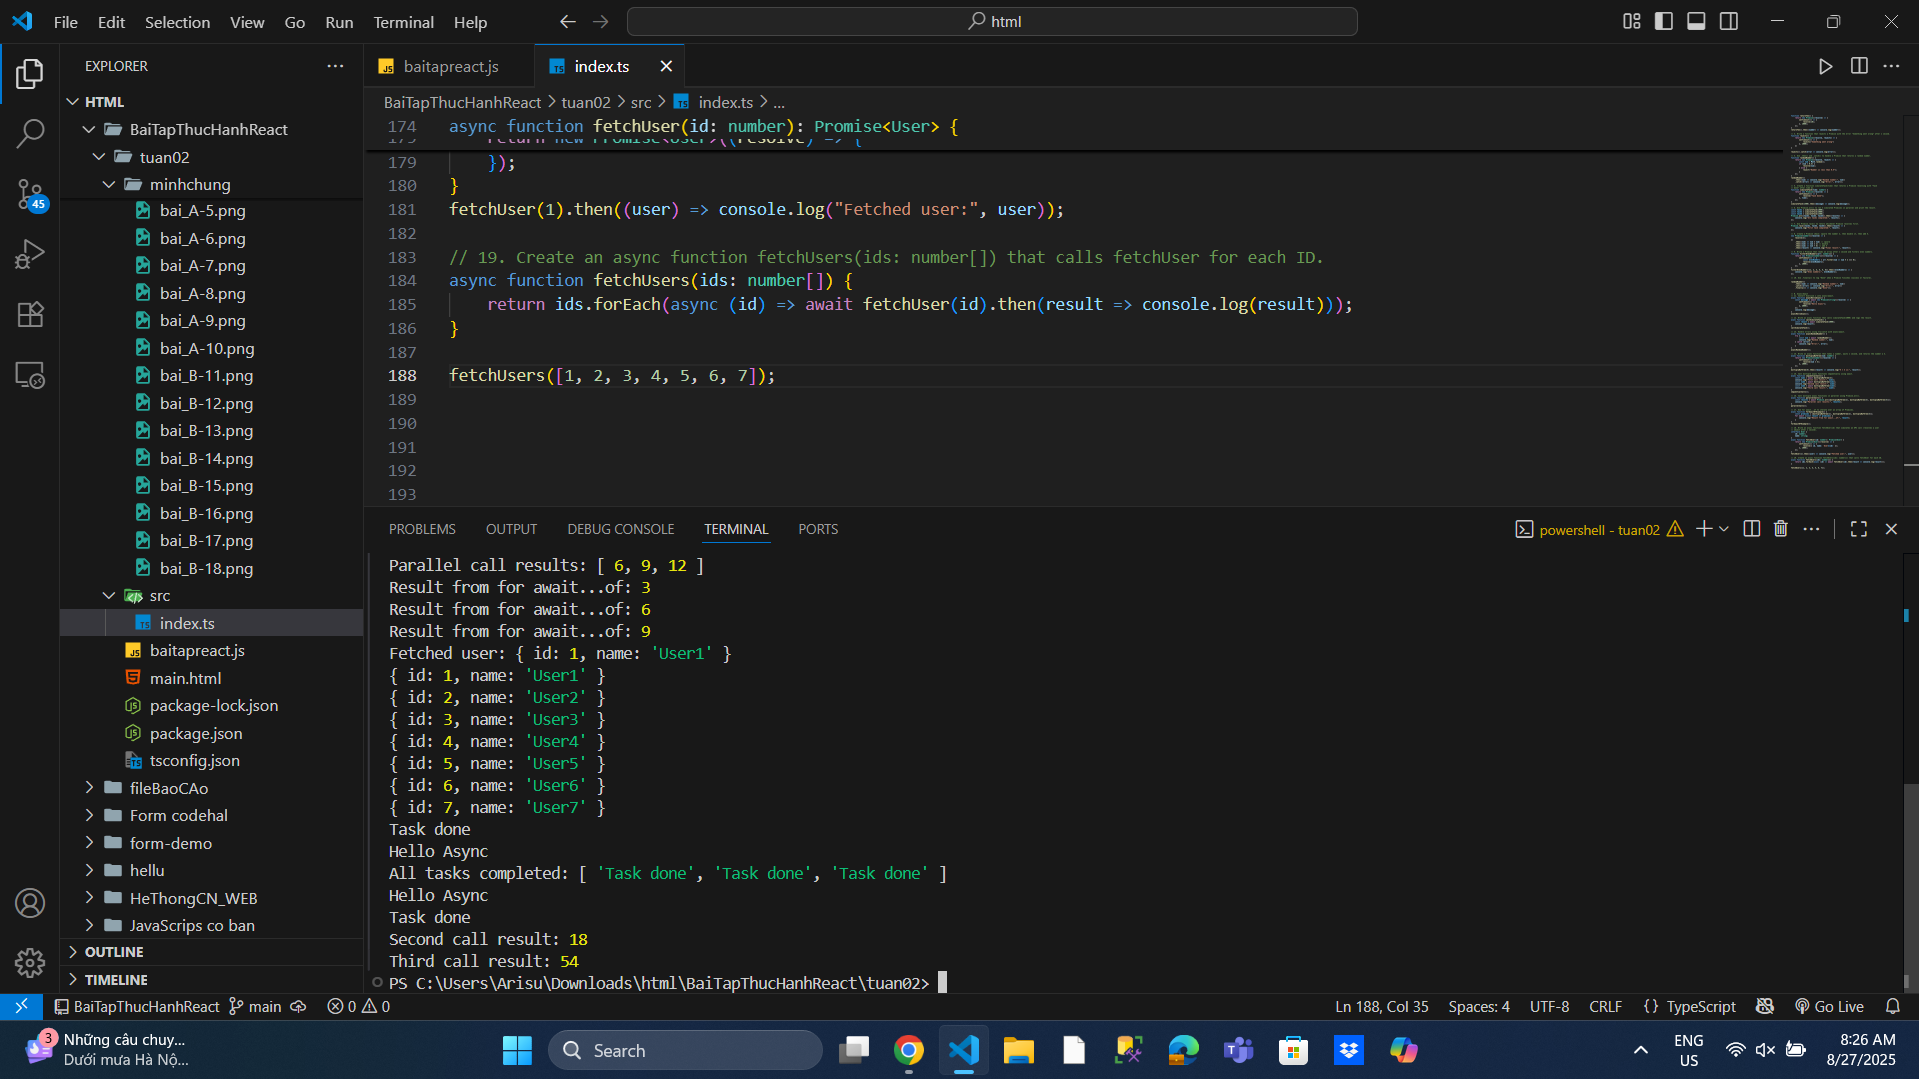 File Edit Selection View Go Run Terminal Help
html
EXPLORER
HTML
BaiTapThucHanhReact
tuan02
minhchung
bai_A-5.png
bai_A-6.png
bai_A-7.png
bai_A-8.png
bai_A-9.png
bai_A-10.png
bai_B-11.png
bai_B-12.png
bai_B-13.png
bai_B-14.png
bai_B-15.png
bai_B-16.png
bai_B-17.png
bai_B-18.png
src
index.ts
baitapreact.js
main.html
package-lock.json
package.json
tsconfig.json
fileBaoCAo
Form codehal
form-demo
hellu
HeThongCN_WEB
JavaScrips co ban
OUTLINE
TIMELINE
45
baitapreact.js
index.ts
BaiTapThucHanhReact > tuan02 > src > index.ts > ...
174 async function fetchUser(id: number): Promise<User> {
179 });
180 }
181 fetchUser(1).then((user) => console.log("Fetched user:", user));
182
183 // 19. Create an async function fetchUsers(ids: number[]) that calls fetchUser for each ID.
184 async function fetchUsers(ids: number[]) {
185 return ids.forEach(async (id) => await fetchUser(id).then(result => console.log(result)));
186 }
187
188 fetchUsers([1, 2, 3, 4, 5, 6, 7]);
189
190
191
192
193
PROBLEMS OUTPUT DEBUG CONSOLE TERMINAL PORTS
powershell - tuan02
Parallel call results: [ 6, 9, 12 ]
Result from for await...of: 3
Result from for await...of: 6
Result from for await...of: 9
Fetched user: { id: 1, name: 'User1' }
{ id: 1, name: 'User1' }
{ id: 2, name: 'User2' }
{ id: 3, name: 'User3' }
{ id: 4, name: 'User4' }
{ id: 5, name: 'User5' }
{ id: 6, name: 'User6' }
{ id: 7, name: 'User7' }
Task done
Hello Async
All tasks completed: [ 'Task done', 'Task done', 'Task done' ]
Hello Async
Task done
Second call result: 18
Third call result: 54
PS C:\Users\Arisu\Downloads\html\BaiTapThucHanhReact\tuan02>
BaiTapThucHanhReact main 0 0
Ln 188, Col 35 Spaces: 4 UTF-8 CRLF {} TypeScript Go Live
3
Những câu chuy...
Dưới mưa Hà Nộ...
Search
ENG
US
8:26 AM
8/27/2025